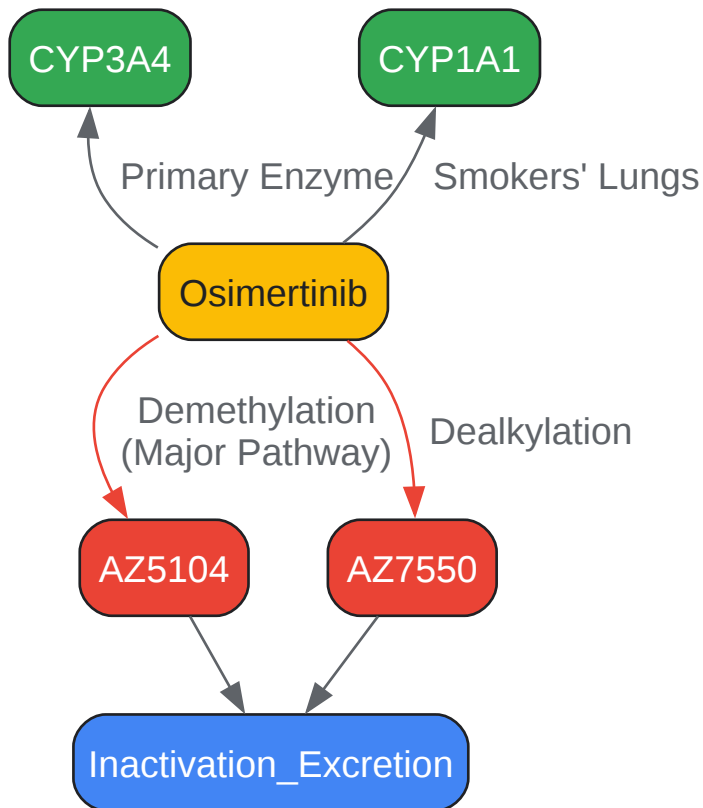 CYP3A4
CYP1A1
Primary Enzyme
Smokers' Lungs
Osimertinib
Demethylation
(Major Pathway)
Dealkylation
AZ5104
AZ7550
Inactivation_Excretion